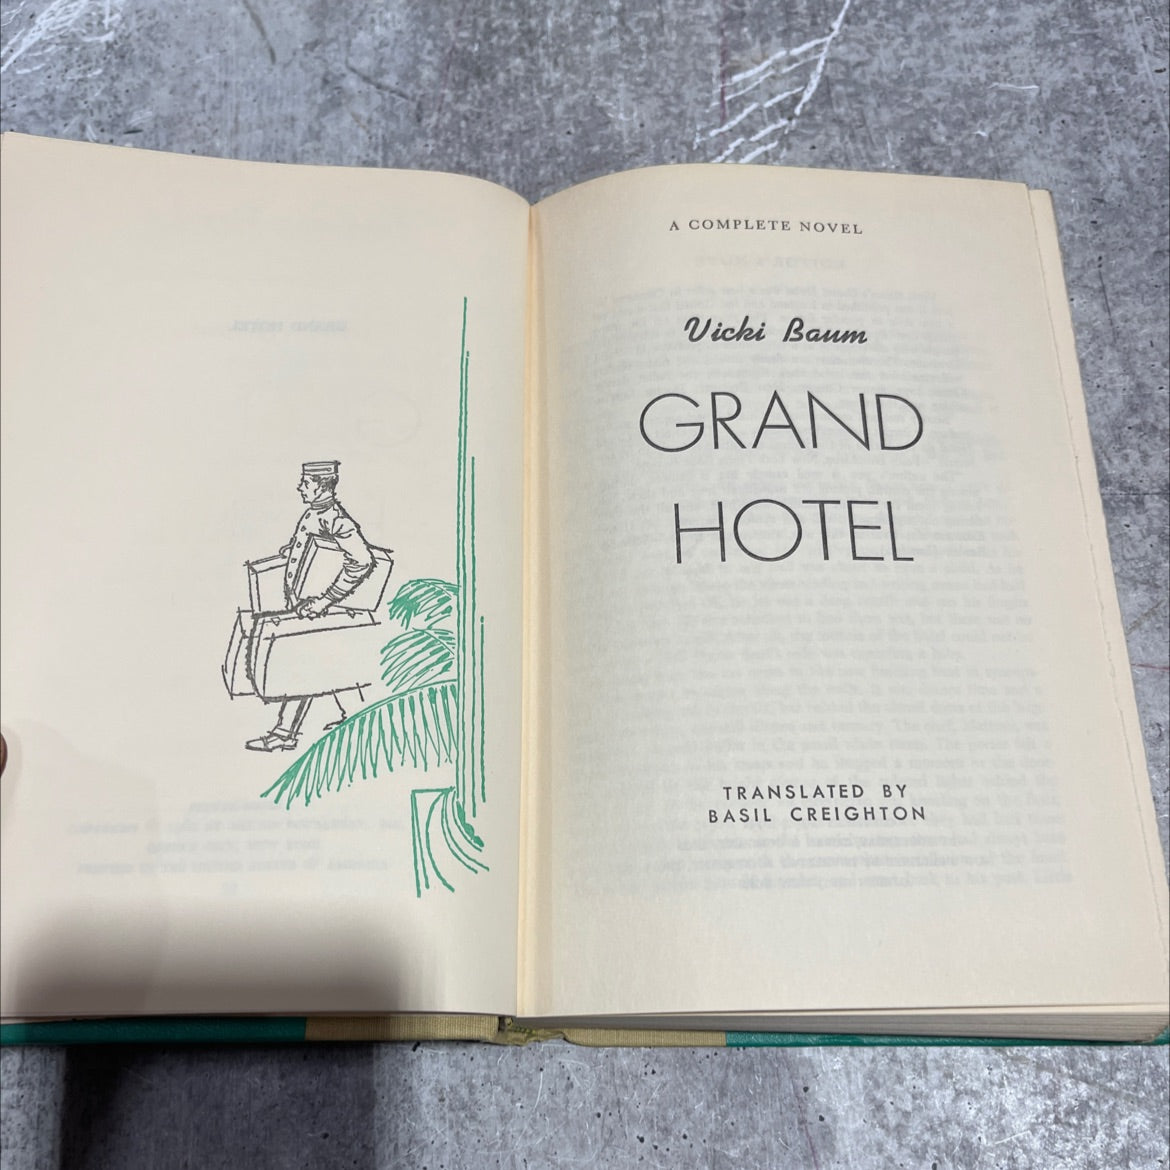 A COMPLETE NOVEL
Vicki Baum
GRAND
HOTEL
TRANSLATED BY
BASIL CREIGHTON